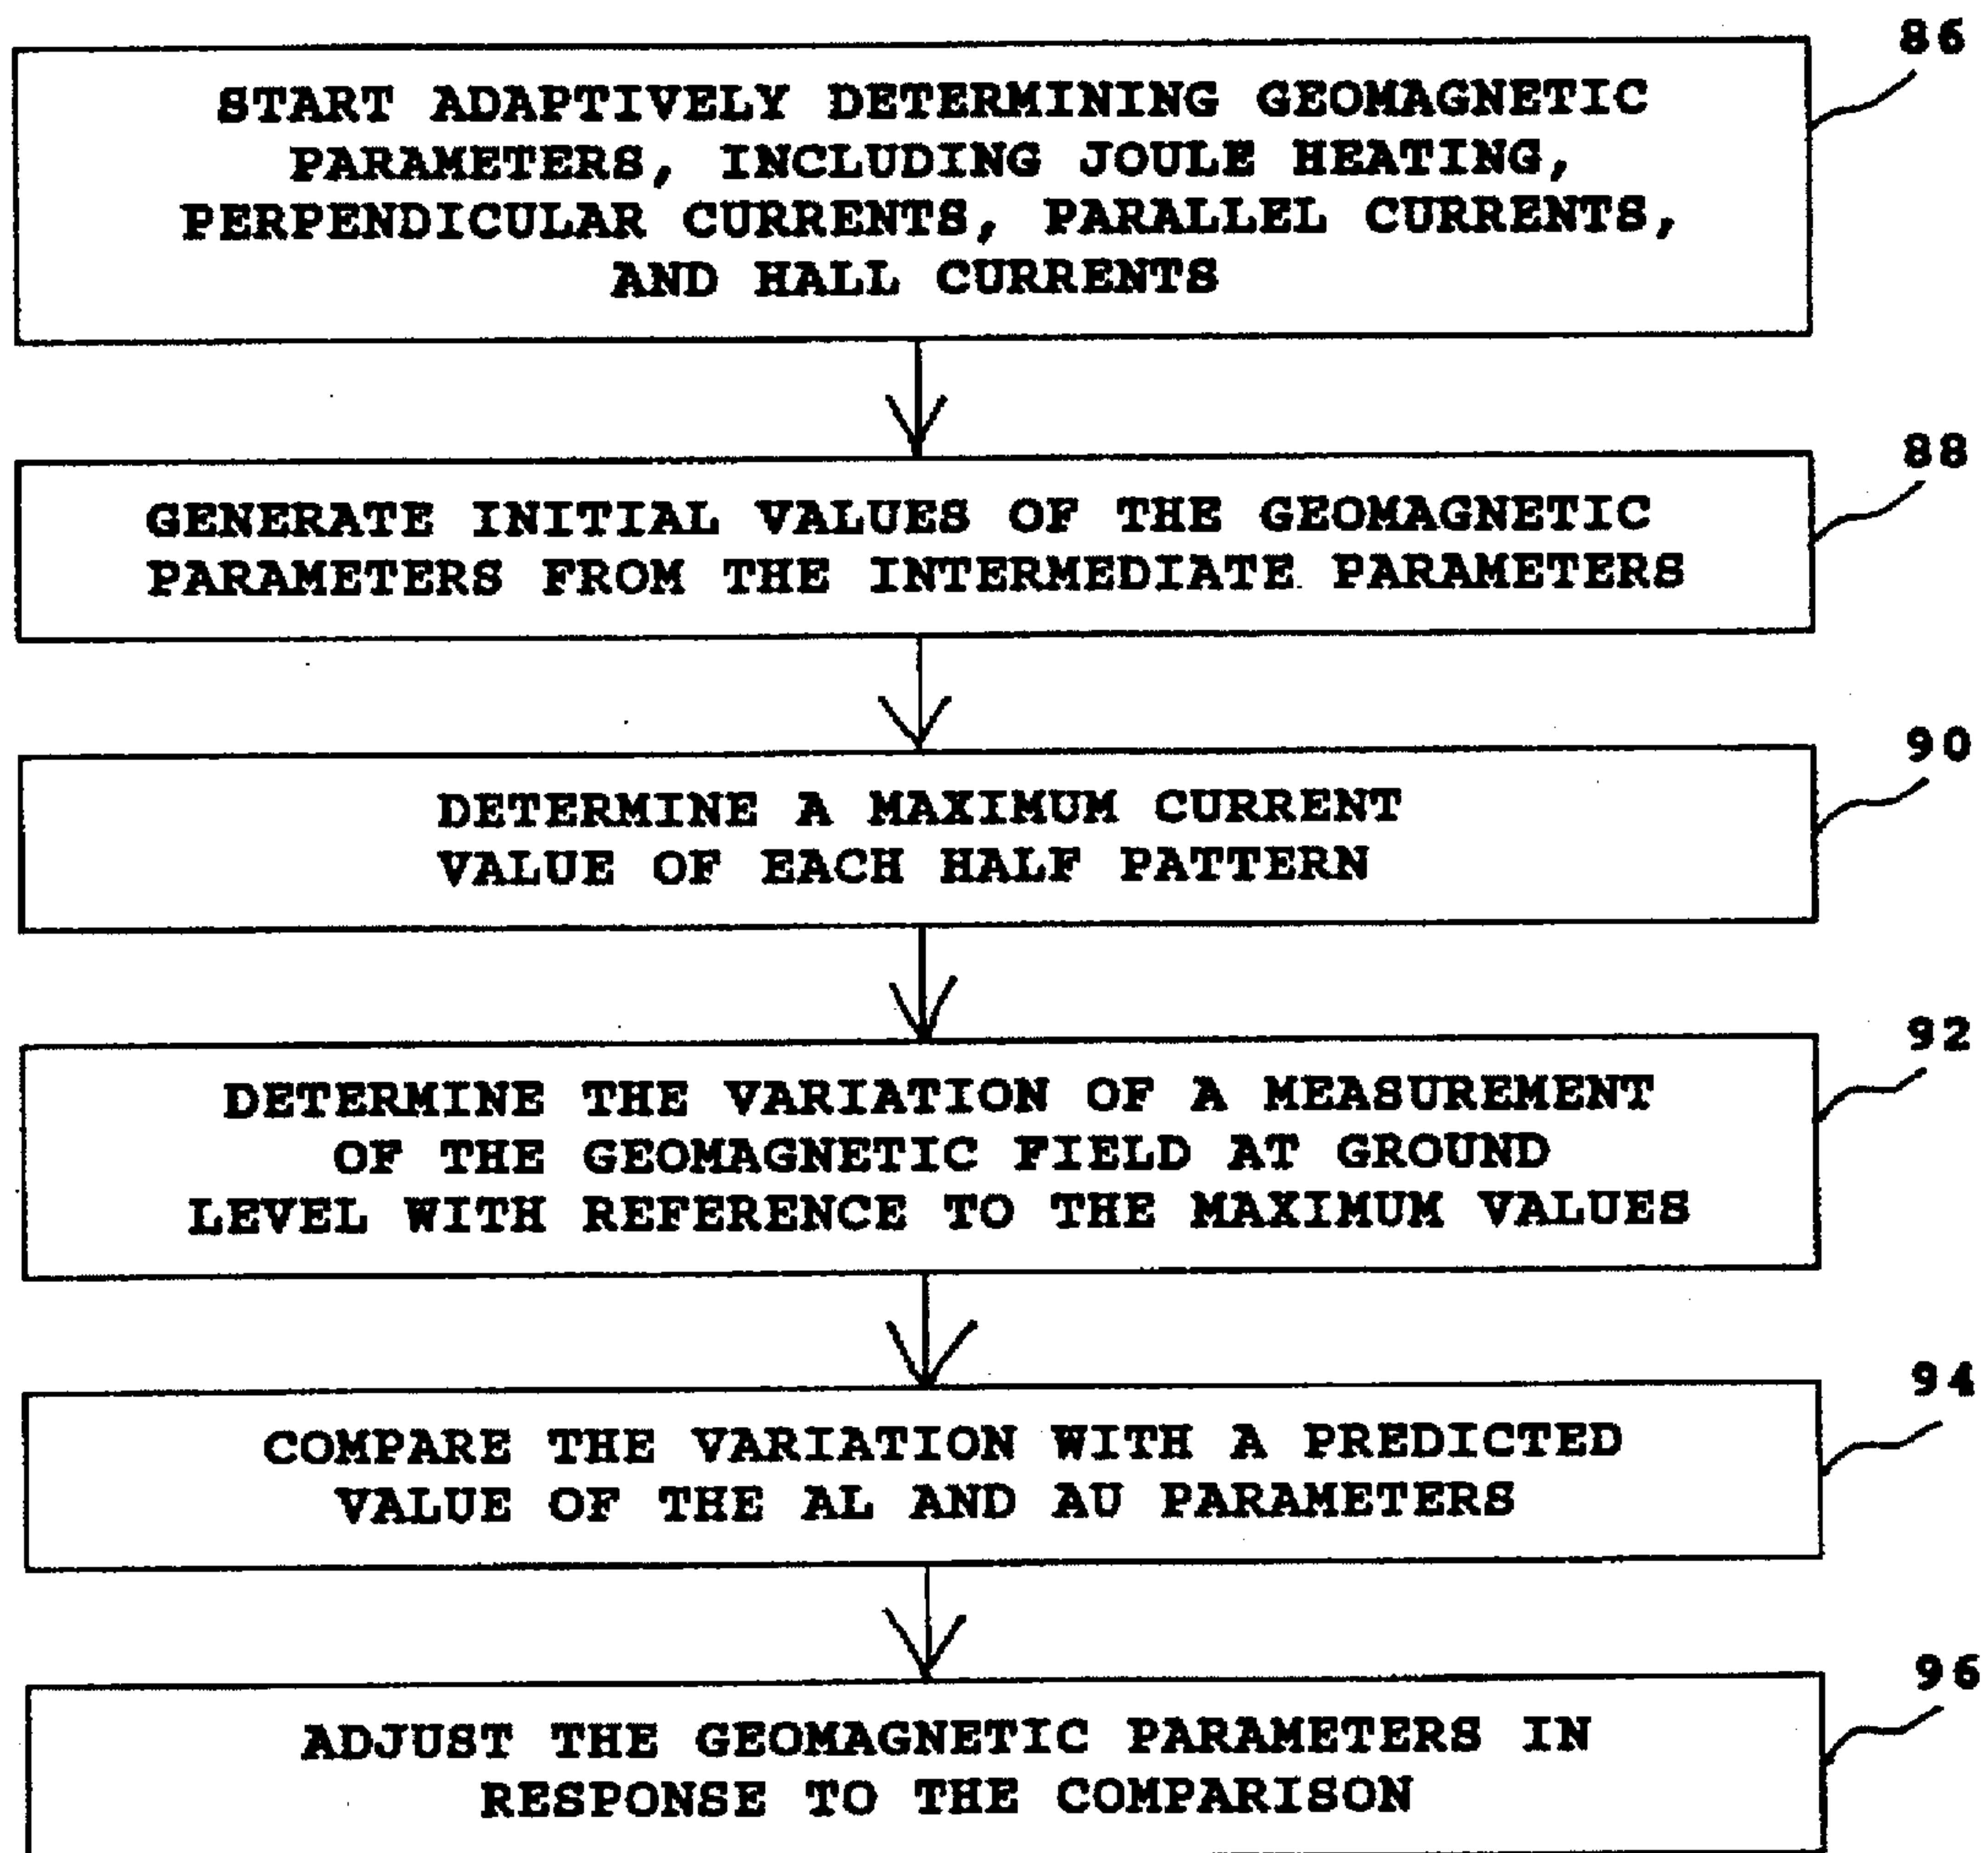 86
START ADAPTIVELY DETERMINING GEOMAGNETIC
PARAMETERS, INCLUDING JOULE HEATING,
PERPENDICULAR CURRENTS, PARALLEL CURRENTS,
AND HALL CURRENTS
88
GENERATE INITIAL VALUES OF THE GEOMAGNETIC
PARAMETERS FROM THE INTERMEDIATE PARAMETERS
90
DETERMINE A MAXIMUM CURRENT
VALUE OF EACH HALF PATTERN
92
DETERMINE THE VARIATION OF A MEASUREMENT
OF THE GEOMAGNETIC FIELD AT GROUND
LEVEL WITH REFERENCE TO THE MAXIMUM VALUES
94
COMPARE THE VARIATION WITH A PREDICTED
VALUE OF THE AL AND AU PARAMETERS
96
ADJUST THE GEOMAGNETIC PARAMETERS IN
RESPONSE TO THE COMPARISON